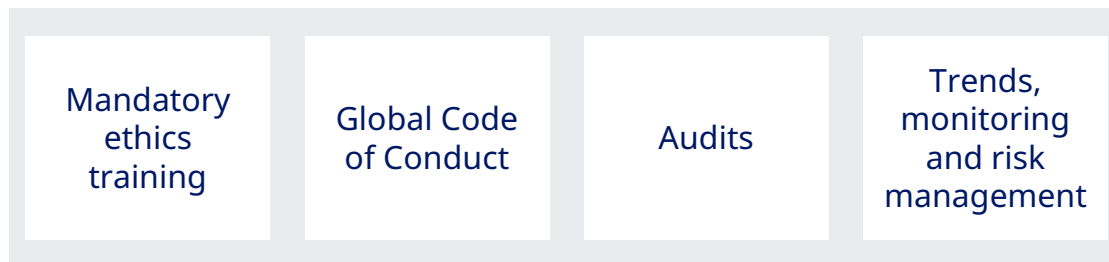 Mandatory
ethics
training
Global Code
of Conduct
Audits
Trends,
monitoring
and risk
management